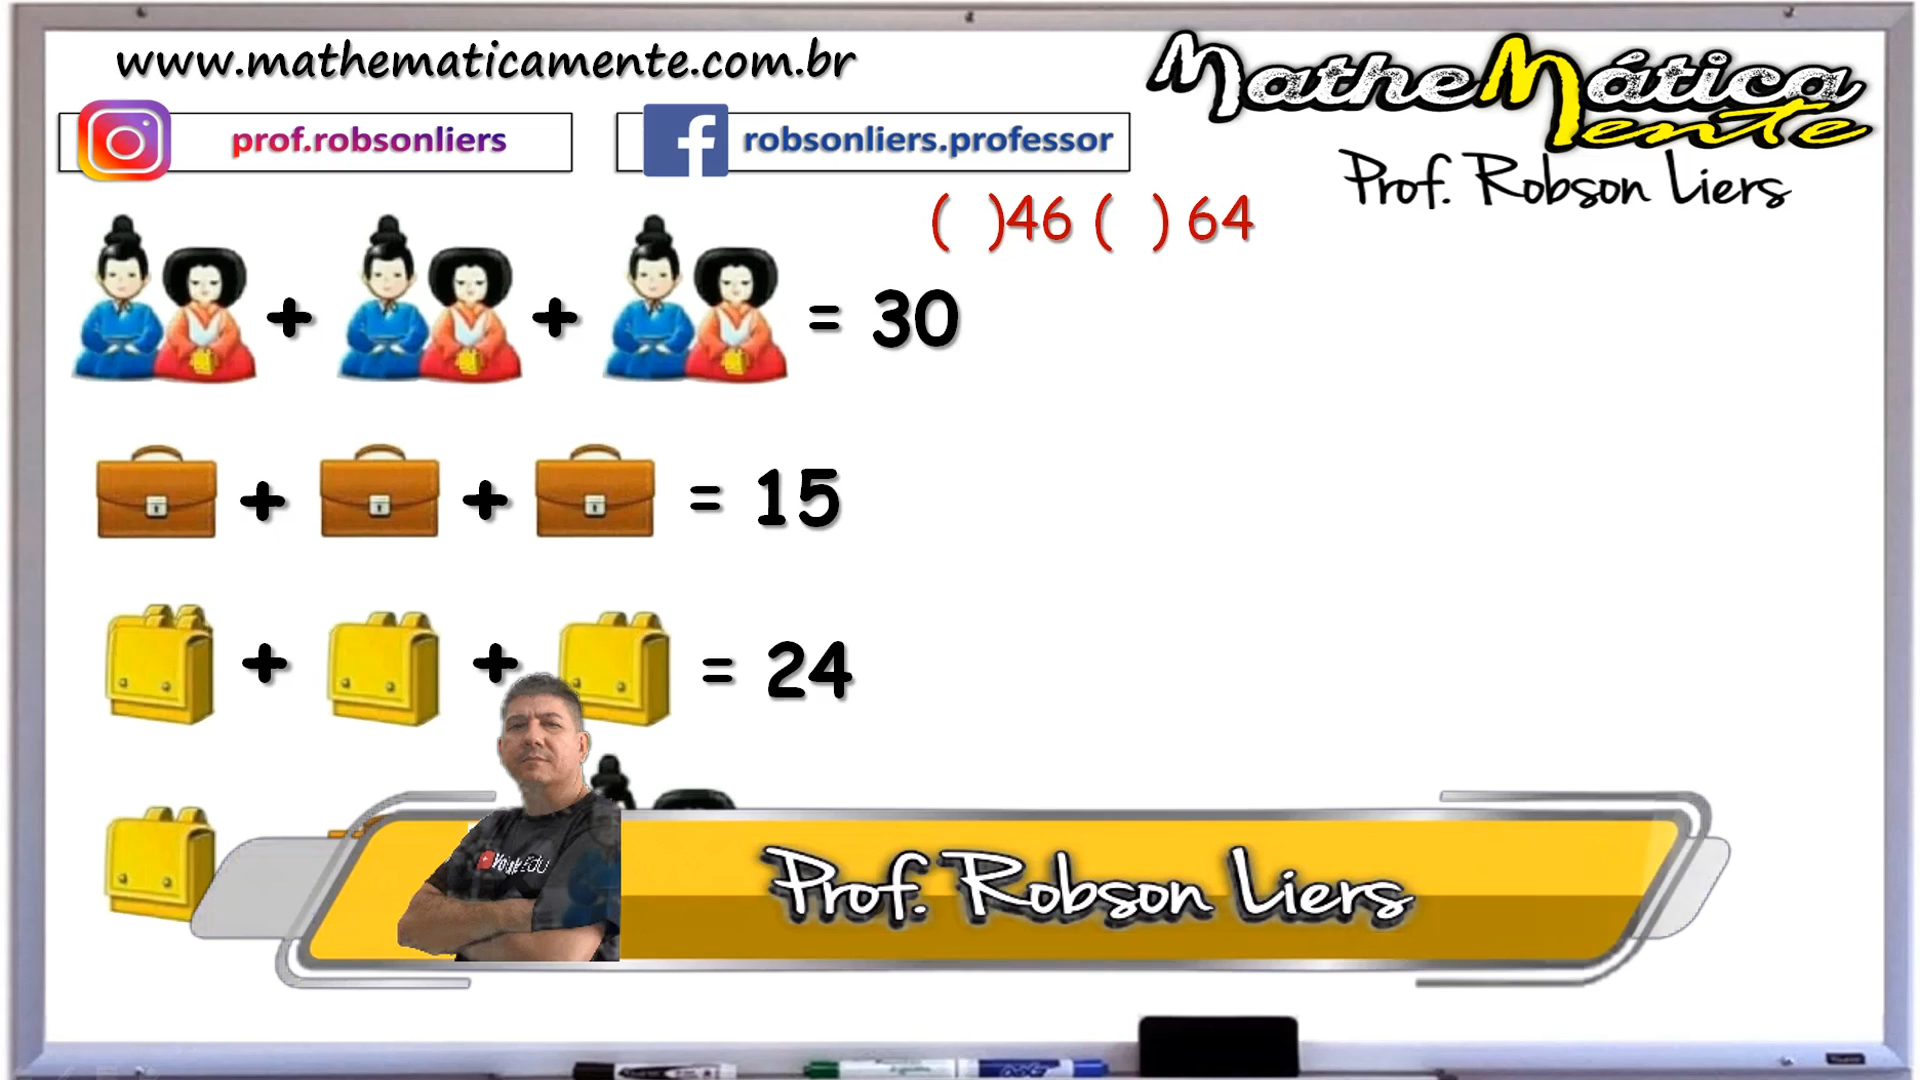 www.mathematicamente.com.br
MatheMática
mente
prof.robsonliers
robsonliers.professor
Prof. Robson Liers
( )46 ( ) 64
+ + = 30
+ + = 15
+ + = 24
YouTubeEdu
Prof. Robson Liers